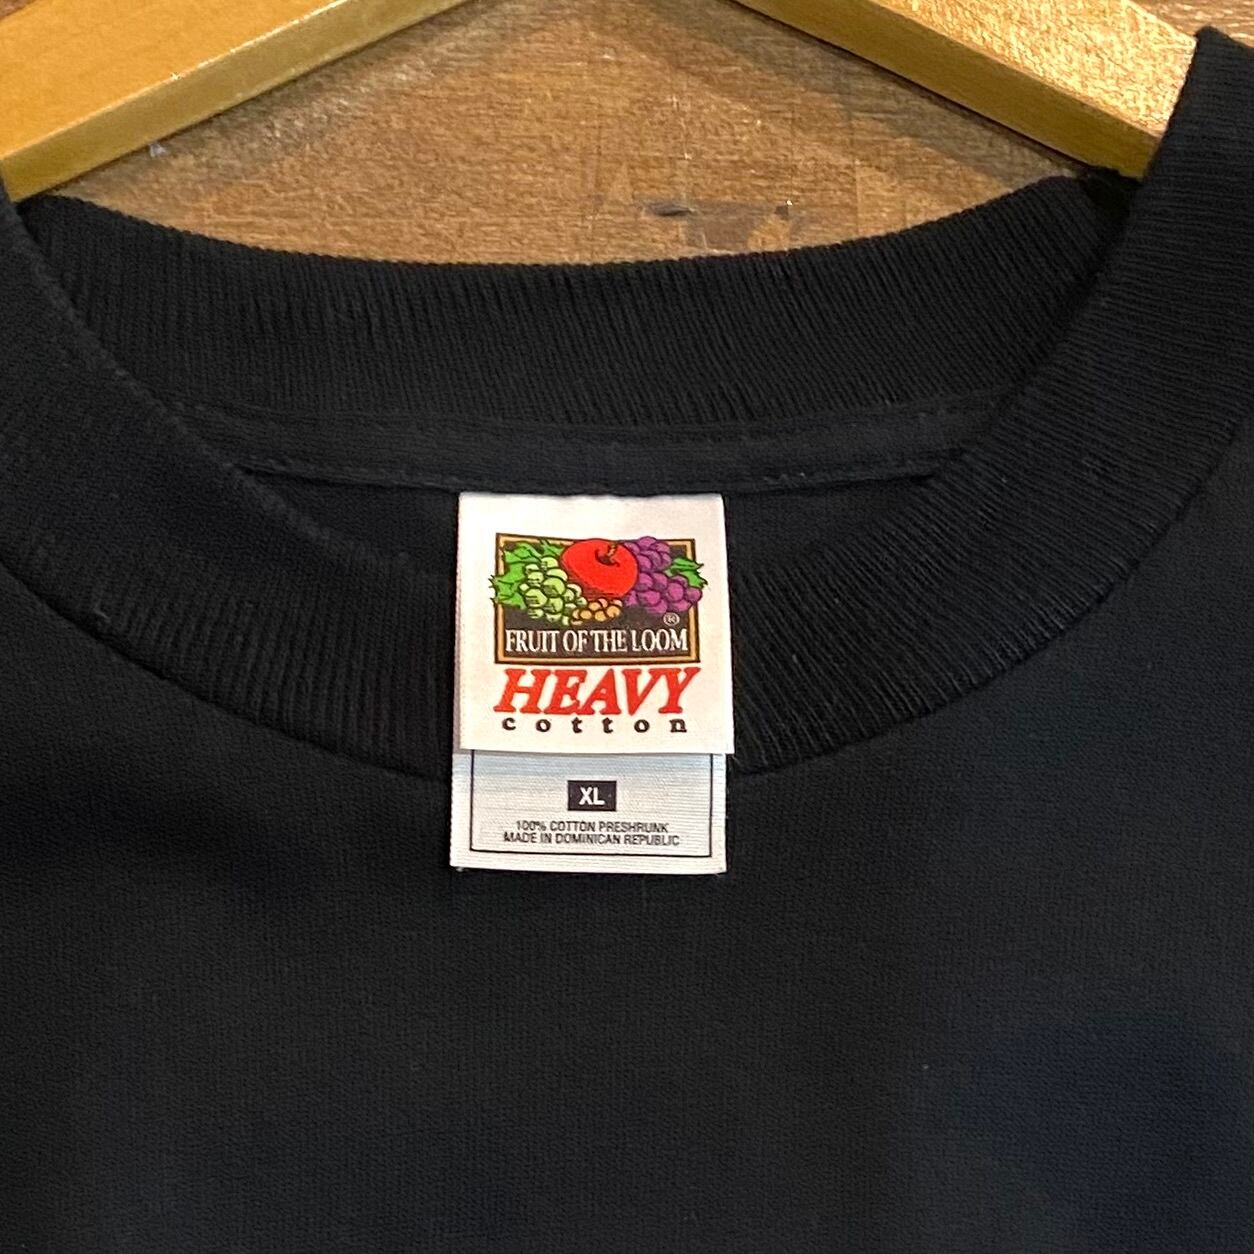 ®
FRUIT OF THE LOOM
HEAVY
cotton
XL
100% COTTON PRESHRUNK
MADE IN DOMINICAN REPUBLIC